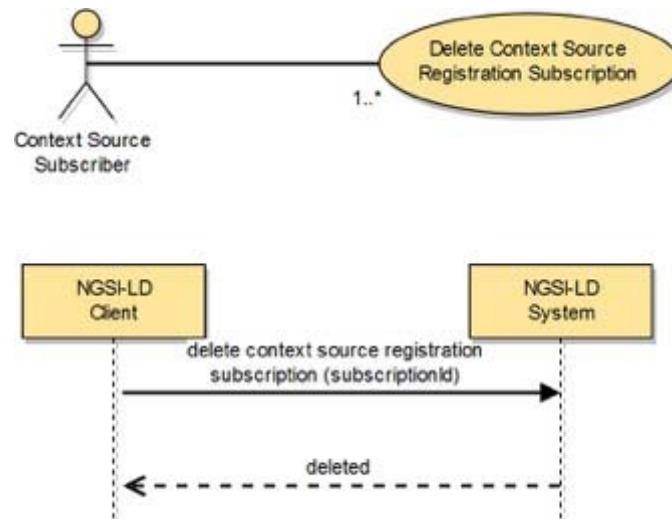 Delete Context Source
Registration Subscription
1..*
Context Source
Subscriber
NGSI-LD
Client
NGSI-LD
System
delete context source registration
subscription (subscriptionId)
deleted